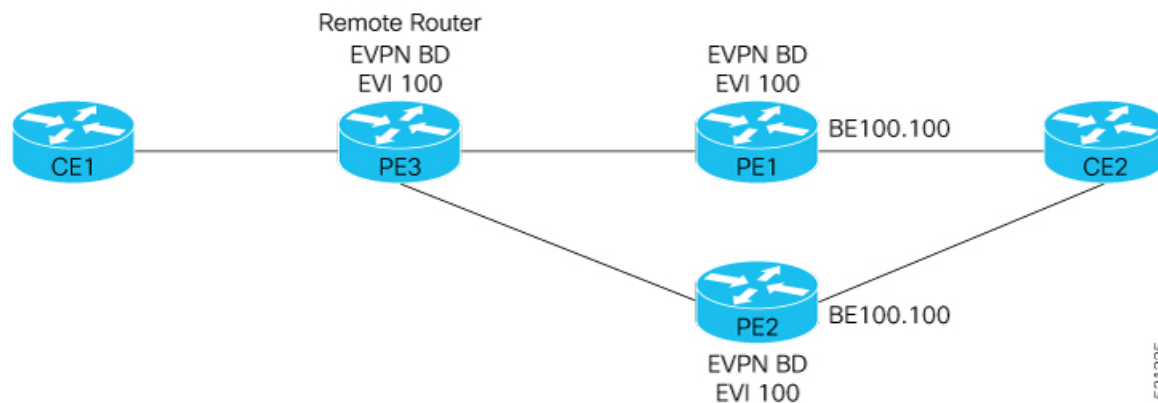 Remote Router
EVPN BD
EVI 100
EVPN BD
EVI 100
BE100.100
CE1
PE3
PE1
CE2
PE2
BE100.100
EVPN BD
EVI 100